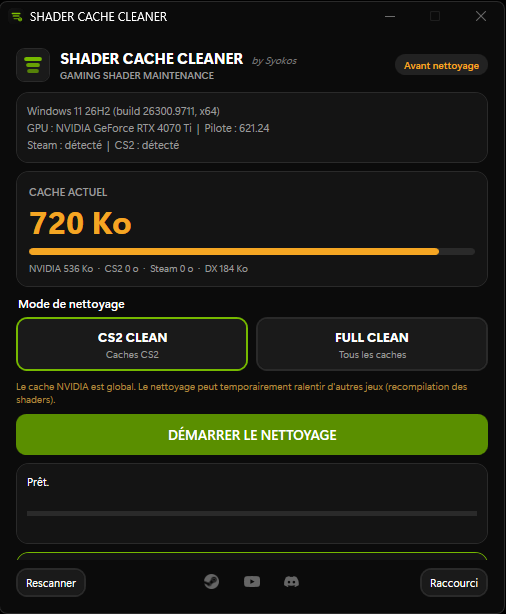 SHADER CACHE CLEANER
SHADER CACHE CLEANER by Syokos
GAMING SHADER MAINTENANCE
Avant nettoyage
Windows 11 26H2 (build 26300.9711, x64)
GPU : NVIDIA GeForce RTX 4070 Ti | Pilote : 621.24
Steam : détecté | CS2 : détecté
CACHE ACTUEL
720 Ko
NVIDIA 536 Ko · CS2 0 o · Steam 0 o · DX 184 Ko
Mode de nettoyage
CS2 CLEAN
Caches CS2
FULL CLEAN
Tous les caches
Le cache NVIDIA est global. Le nettoyage peut temporairement ralentir d'autres jeux (recompilation des
shaders).
DÉMARRER LE NETTOYAGE
Prêt.
Rescanner
Raccourci